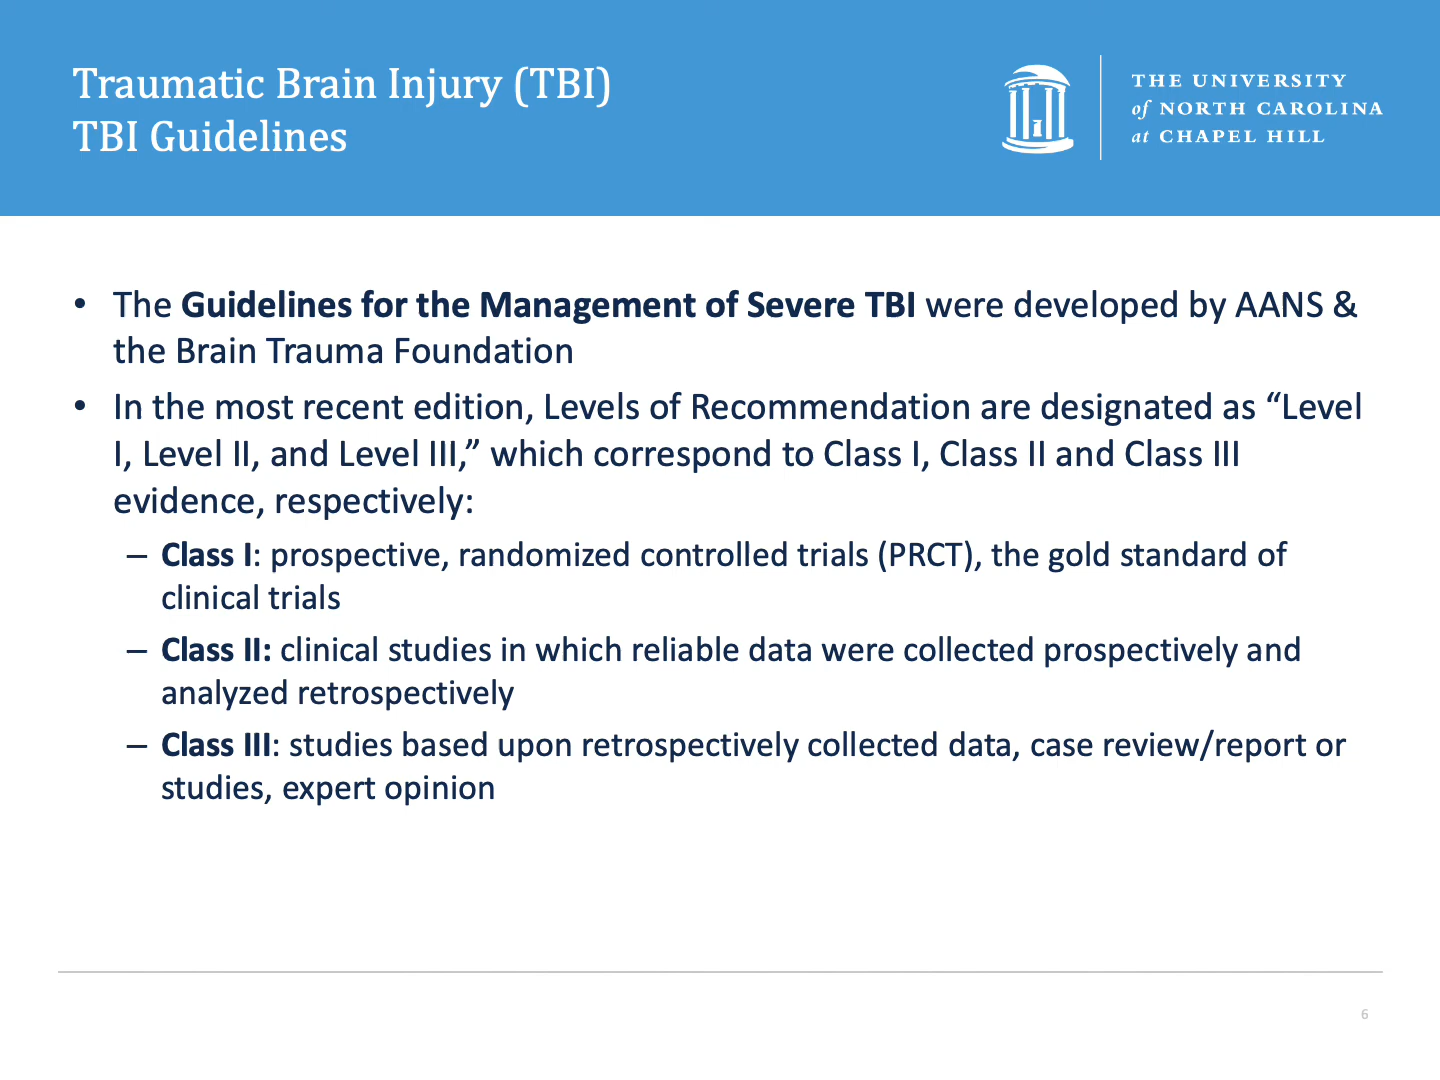 Traumatic Brain Injury (TBI)
TBI Guidelines
THE UNIVERSITY
of NORTH CAROLINA
at CHAPEL HILL
• The Guidelines for the Management of Severe TBI were developed by AANS &
the Brain Trauma Foundation
• In the most recent edition, Levels of Recommendation are designated as “Level
I, Level II, and Level III,” which correspond to Class I, Class II and Class III
evidence, respectively:
– Class I: prospective, randomized controlled trials (PRCT), the gold standard of
clinical trials
– Class II: clinical studies in which reliable data were collected prospectively and
analyzed retrospectively
– Class III: studies based upon retrospectively collected data, case review/report or
studies, expert opinion
6